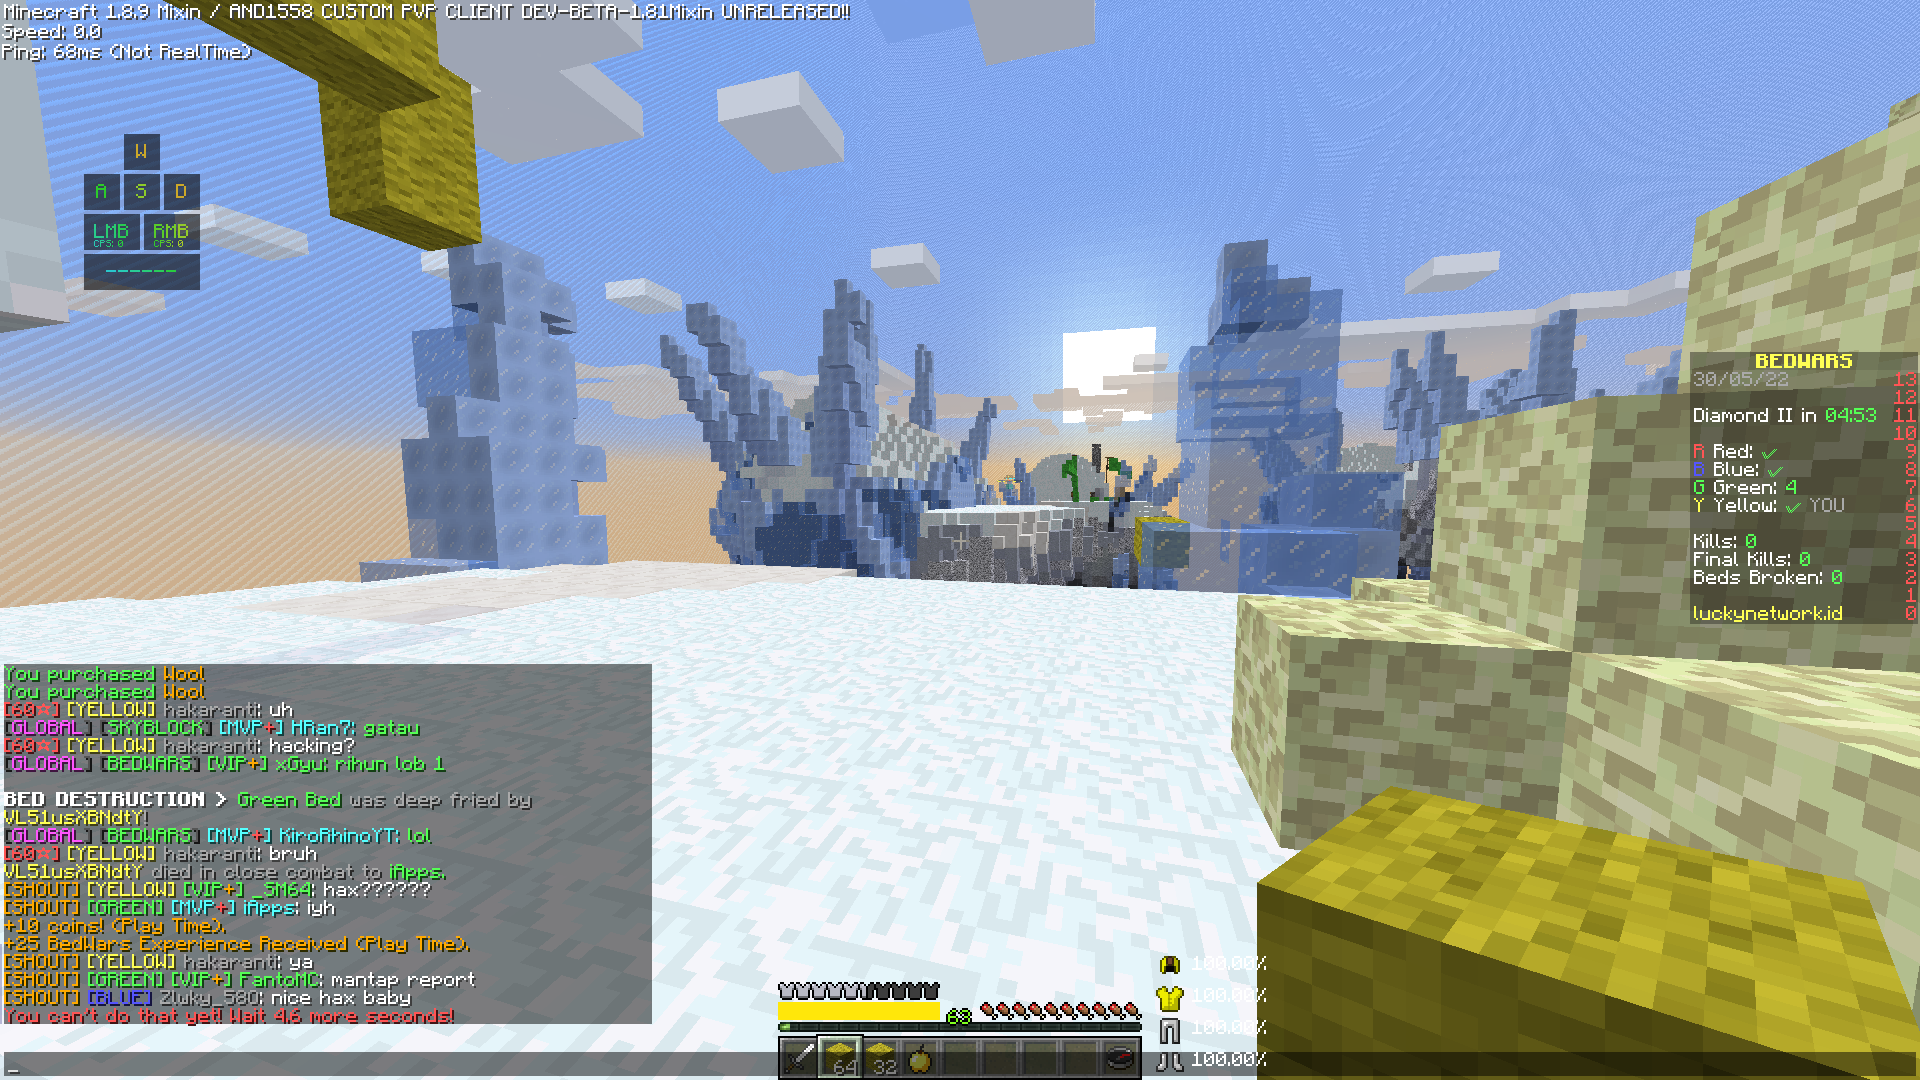 Minecraft 1.8.9 Mixin / AND1558 CUSTOM PVP CLIENT DEV-BETA-1.81Mixin UNRELEASED!!
Speed: 0.0
Ping: 68ms (Not RealTime)
W
A S D
LMB RMB
CPS: 0 CPS: 0
------
BEDWARS
30/05/22 13
12
Diamond II in 04:53 11
10
R Red: ✓ 9
B Blue: ✓ 8
G Green: 4 7
Y Yellow: ✓ YOU 6
5
Kills: 0 4
Final Kills: 0 3
Beds Broken: 0 2
1
luckynetwork.id 0
You purchased Wool
You purchased Wool
[60☆] [YELLOW] hakaranti: uh
[GLOBAL] [SKYBLOCK] [MVP+] HRan7: gatau
[60☆] [YELLOW] hakaranti: hacking?
[GLOBAL] [BEDWARS] [VIP+] xGyu: rihun lob 1
BED DESTRUCTION > Green Bed was deep fried by
VL51usXBNdtY!
[GLOBAL] [BEDWARS] [MVP+] KiroRhinoYT: lol
[60☆] [YELLOW] hakaranti: bruh
VL51usXBNdtY died in close combat to iApps.
[SHOUT] [YELLOW] [VIP+] _SM64: hax??????
[SHOUT] [GREEN] [MVP+] iApps: iyh
+10 coins! (Play Time).
+25 BedWars Experience Received (Play Time).
[SHOUT] [YELLOW] hakaranti: ya
[SHOUT] [GREEN] [VIP+] FantoMC: mantap report
[SHOUT] [BLUE] Zlwky_580: nice hax baby
You can't do that yet! Wait 4.6 more seconds!
_
68
64 32
100.00%
100.00%
100.00%
100.00%